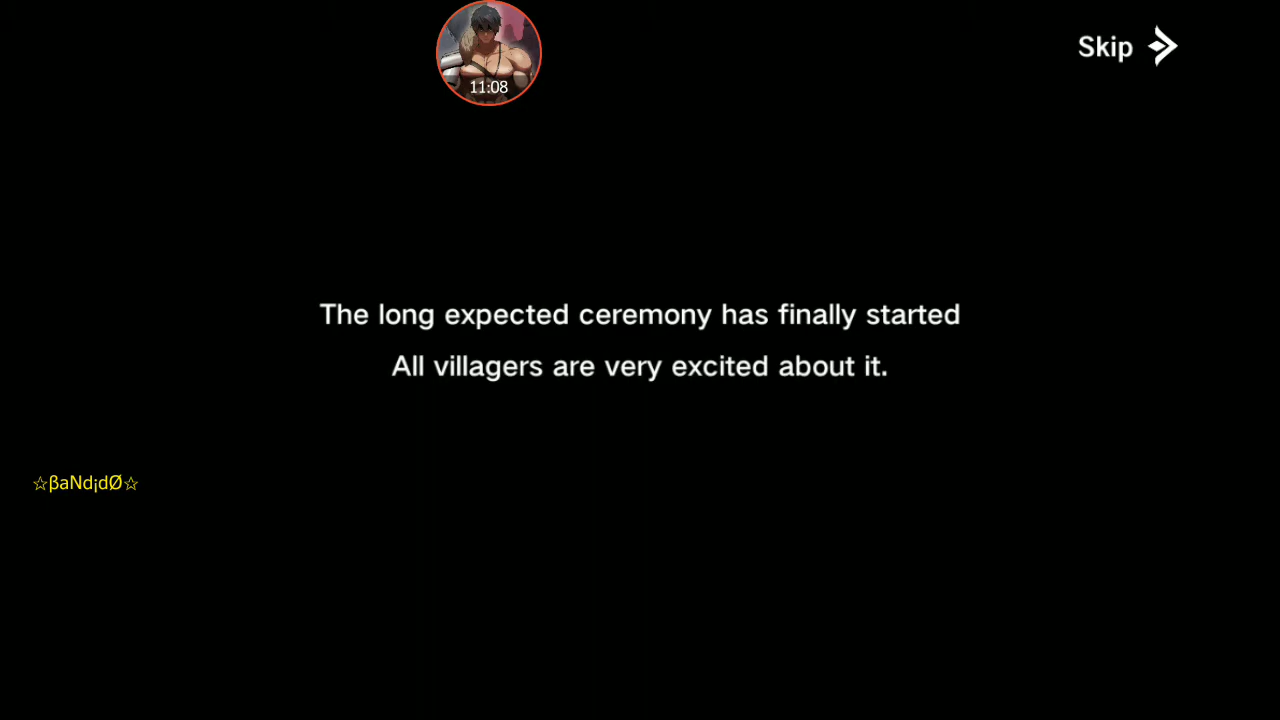 Skip
11:08
The long expected ceremony has finally started
All villagers are very excited about it.
☆βaNd¡dØ☆